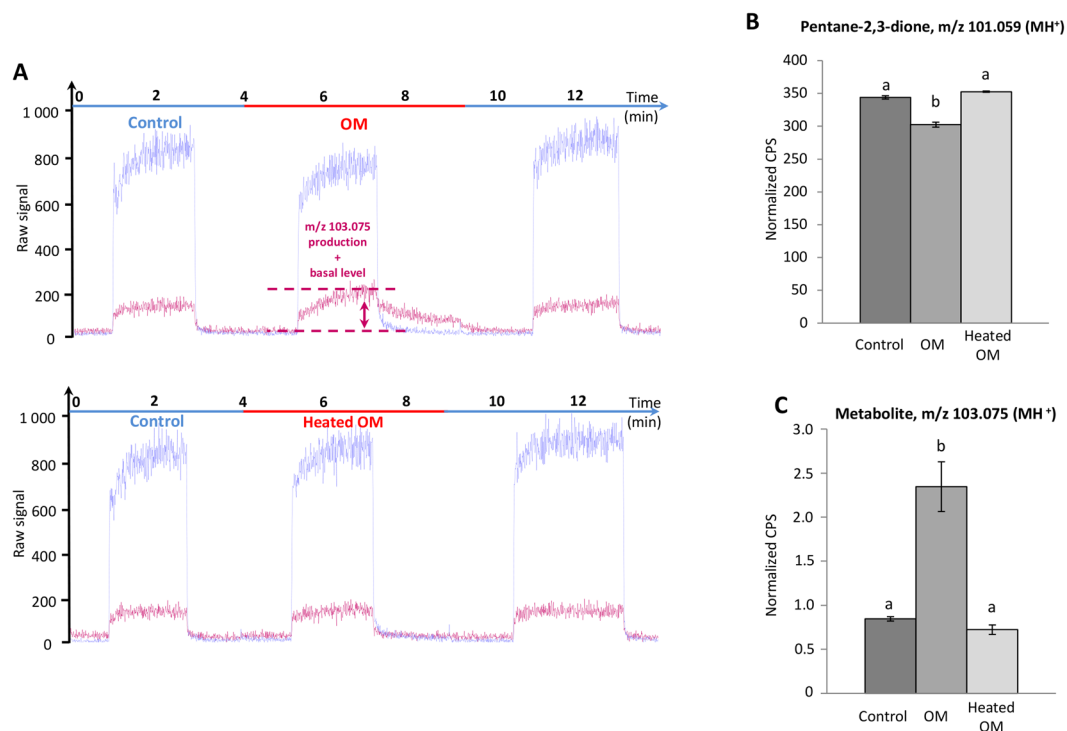 A
0 2 4 6 8 10 12 Time
(min)
Control OM
1 000
800
600
400
200
0
Raw signal
m/z 103.075
production
+
basal level
0 2 4 6 8 10 12 Time
(min)
Control Heated OM
1 000
800
600
400
200
0
Raw signal
B
Pentane-2,3-dione, m/z 101.059 (MH+)
400
350
300
250
200
150
100
50
0
Normalized CPS
a b a
Control OM Heated
OM
C
Metabolite, m/z 103.075 (MH +)
3.0
2.5
2.0
1.5
1.0
0.5
00
Normalized CPS
a b a
Control OM Heated
OM